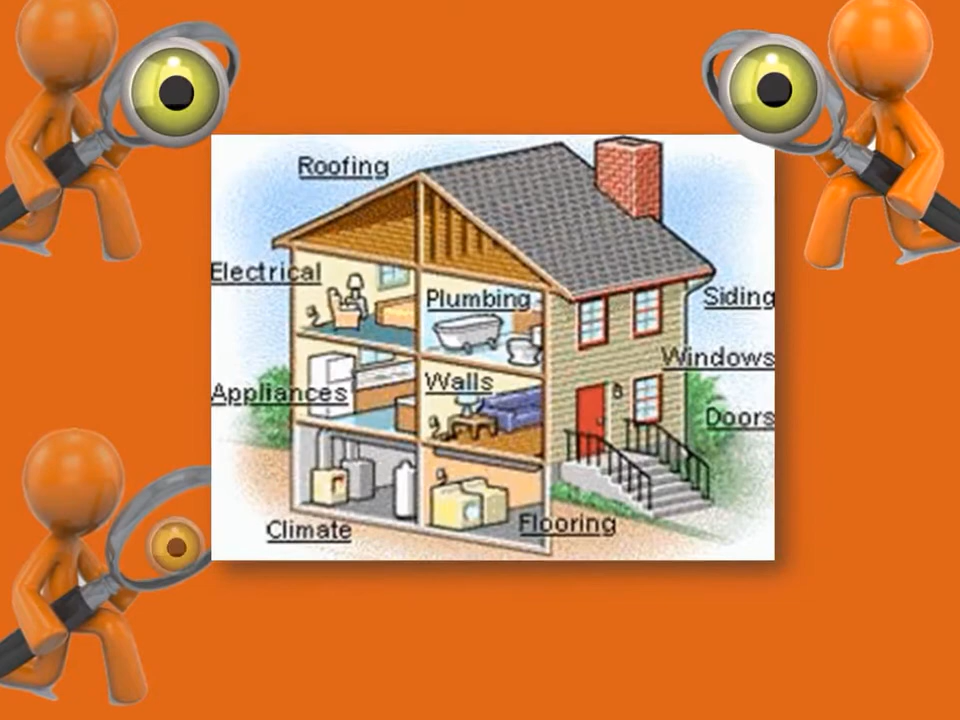 Roofing
Electrical
Plumbing
Siding
Windows
Appliances
Walls
Doors
Climate
Flooring